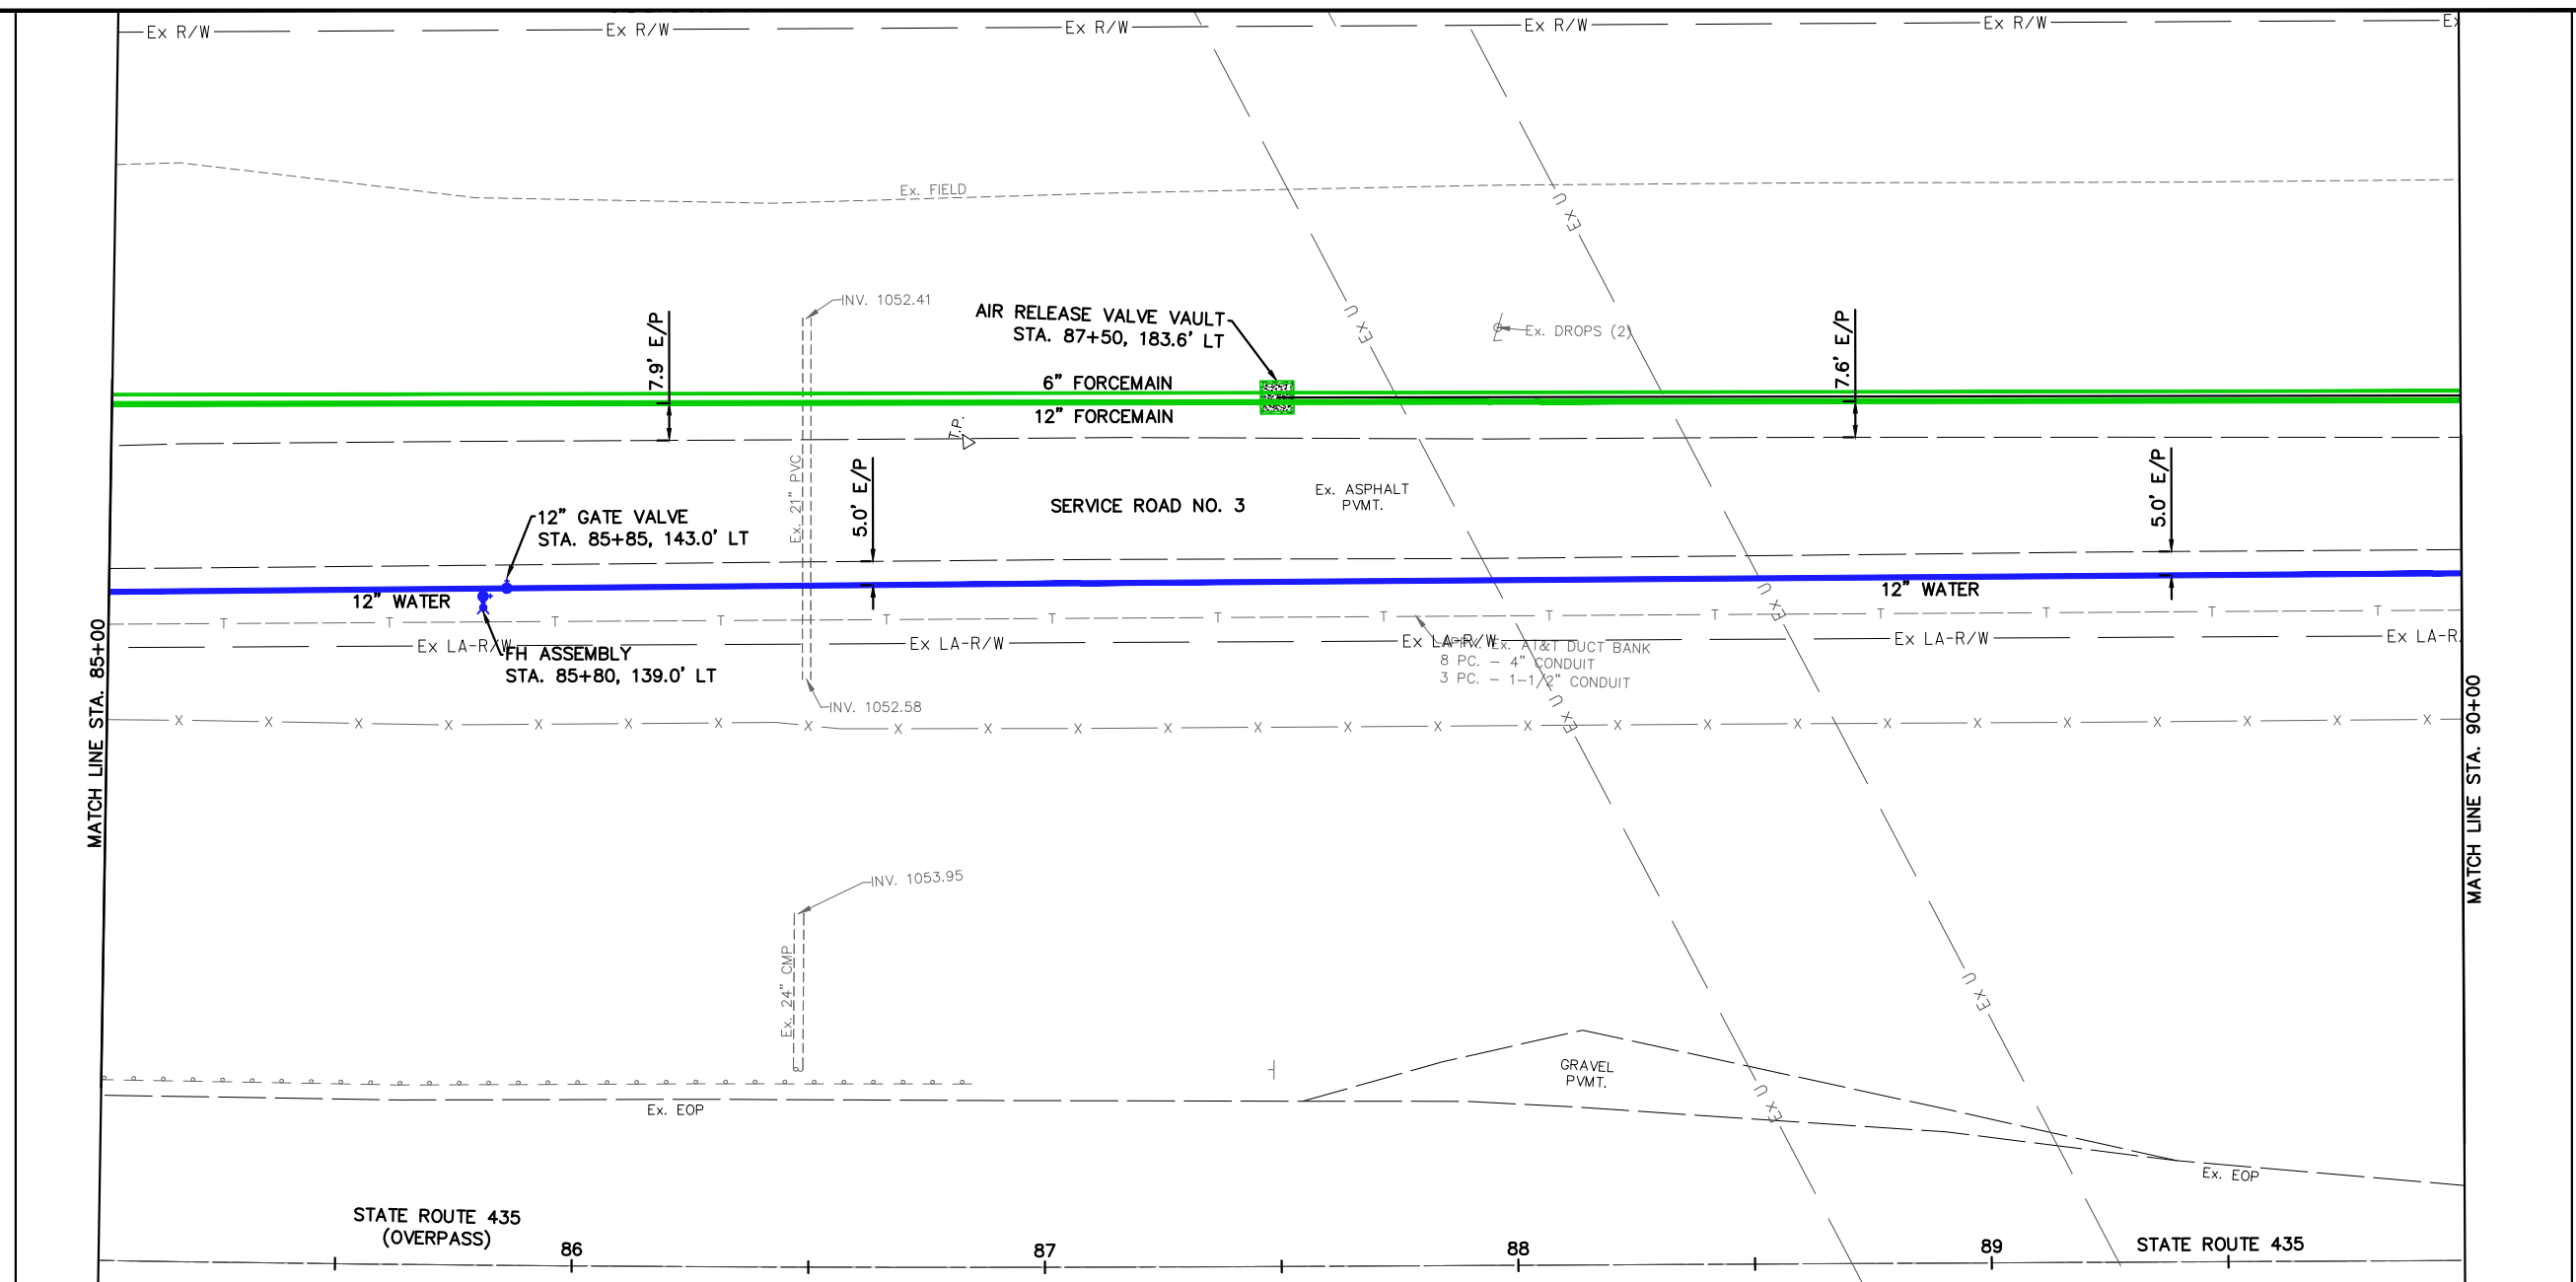 Ex R/W
Ex R/W
Ex R/W
Ex R/W
Ex R/W
Ex
Ex. FIELD
Ex U
INV. 1052.41
AIR RELEASE VALVE VAULT
STA. 87+50, 183.6' LT
Ex U
Ex. DROPS (2)
7.9' E/P
7.6' E/P
6" FORCEMAIN
12" FORCEMAIN
T.P.
Ex. 21" PVC
5.0' E/P
SERVICE ROAD NO. 3
Ex. ASPHALT
PVMT.
5.0' E/P
12" GATE VALVE
STA. 85+85, 143.0' LT
12" WATER
12" WATER
Ex U
T T T T T T T T T T T T T T
Ex LA-R/W
Ex LA-R/W
Ex LA-R/W
Ex LA-R/W
Ex LA-R.
FH ASSEMBLY
STA. 85+80, 139.0' LT
Ex. AT&T DUCT BANK
8 PC. - 4" CONDUIT
3 PC. - 1-1/2" CONDUIT
INV. 1052.58
Ex U
X X X X X X X X X X X X X X X X X X X X X X X X X X
MATCH LINE STA. 85+00
MATCH LINE STA. 90+00
INV. 1053.95
Ex. 24" CMP
Ex U
GRAVEL
PVMT.
Ex U
Ex. EOP
Ex. EOP
STATE ROUTE 435
(OVERPASS)
86
87
88
89
STATE ROUTE 435